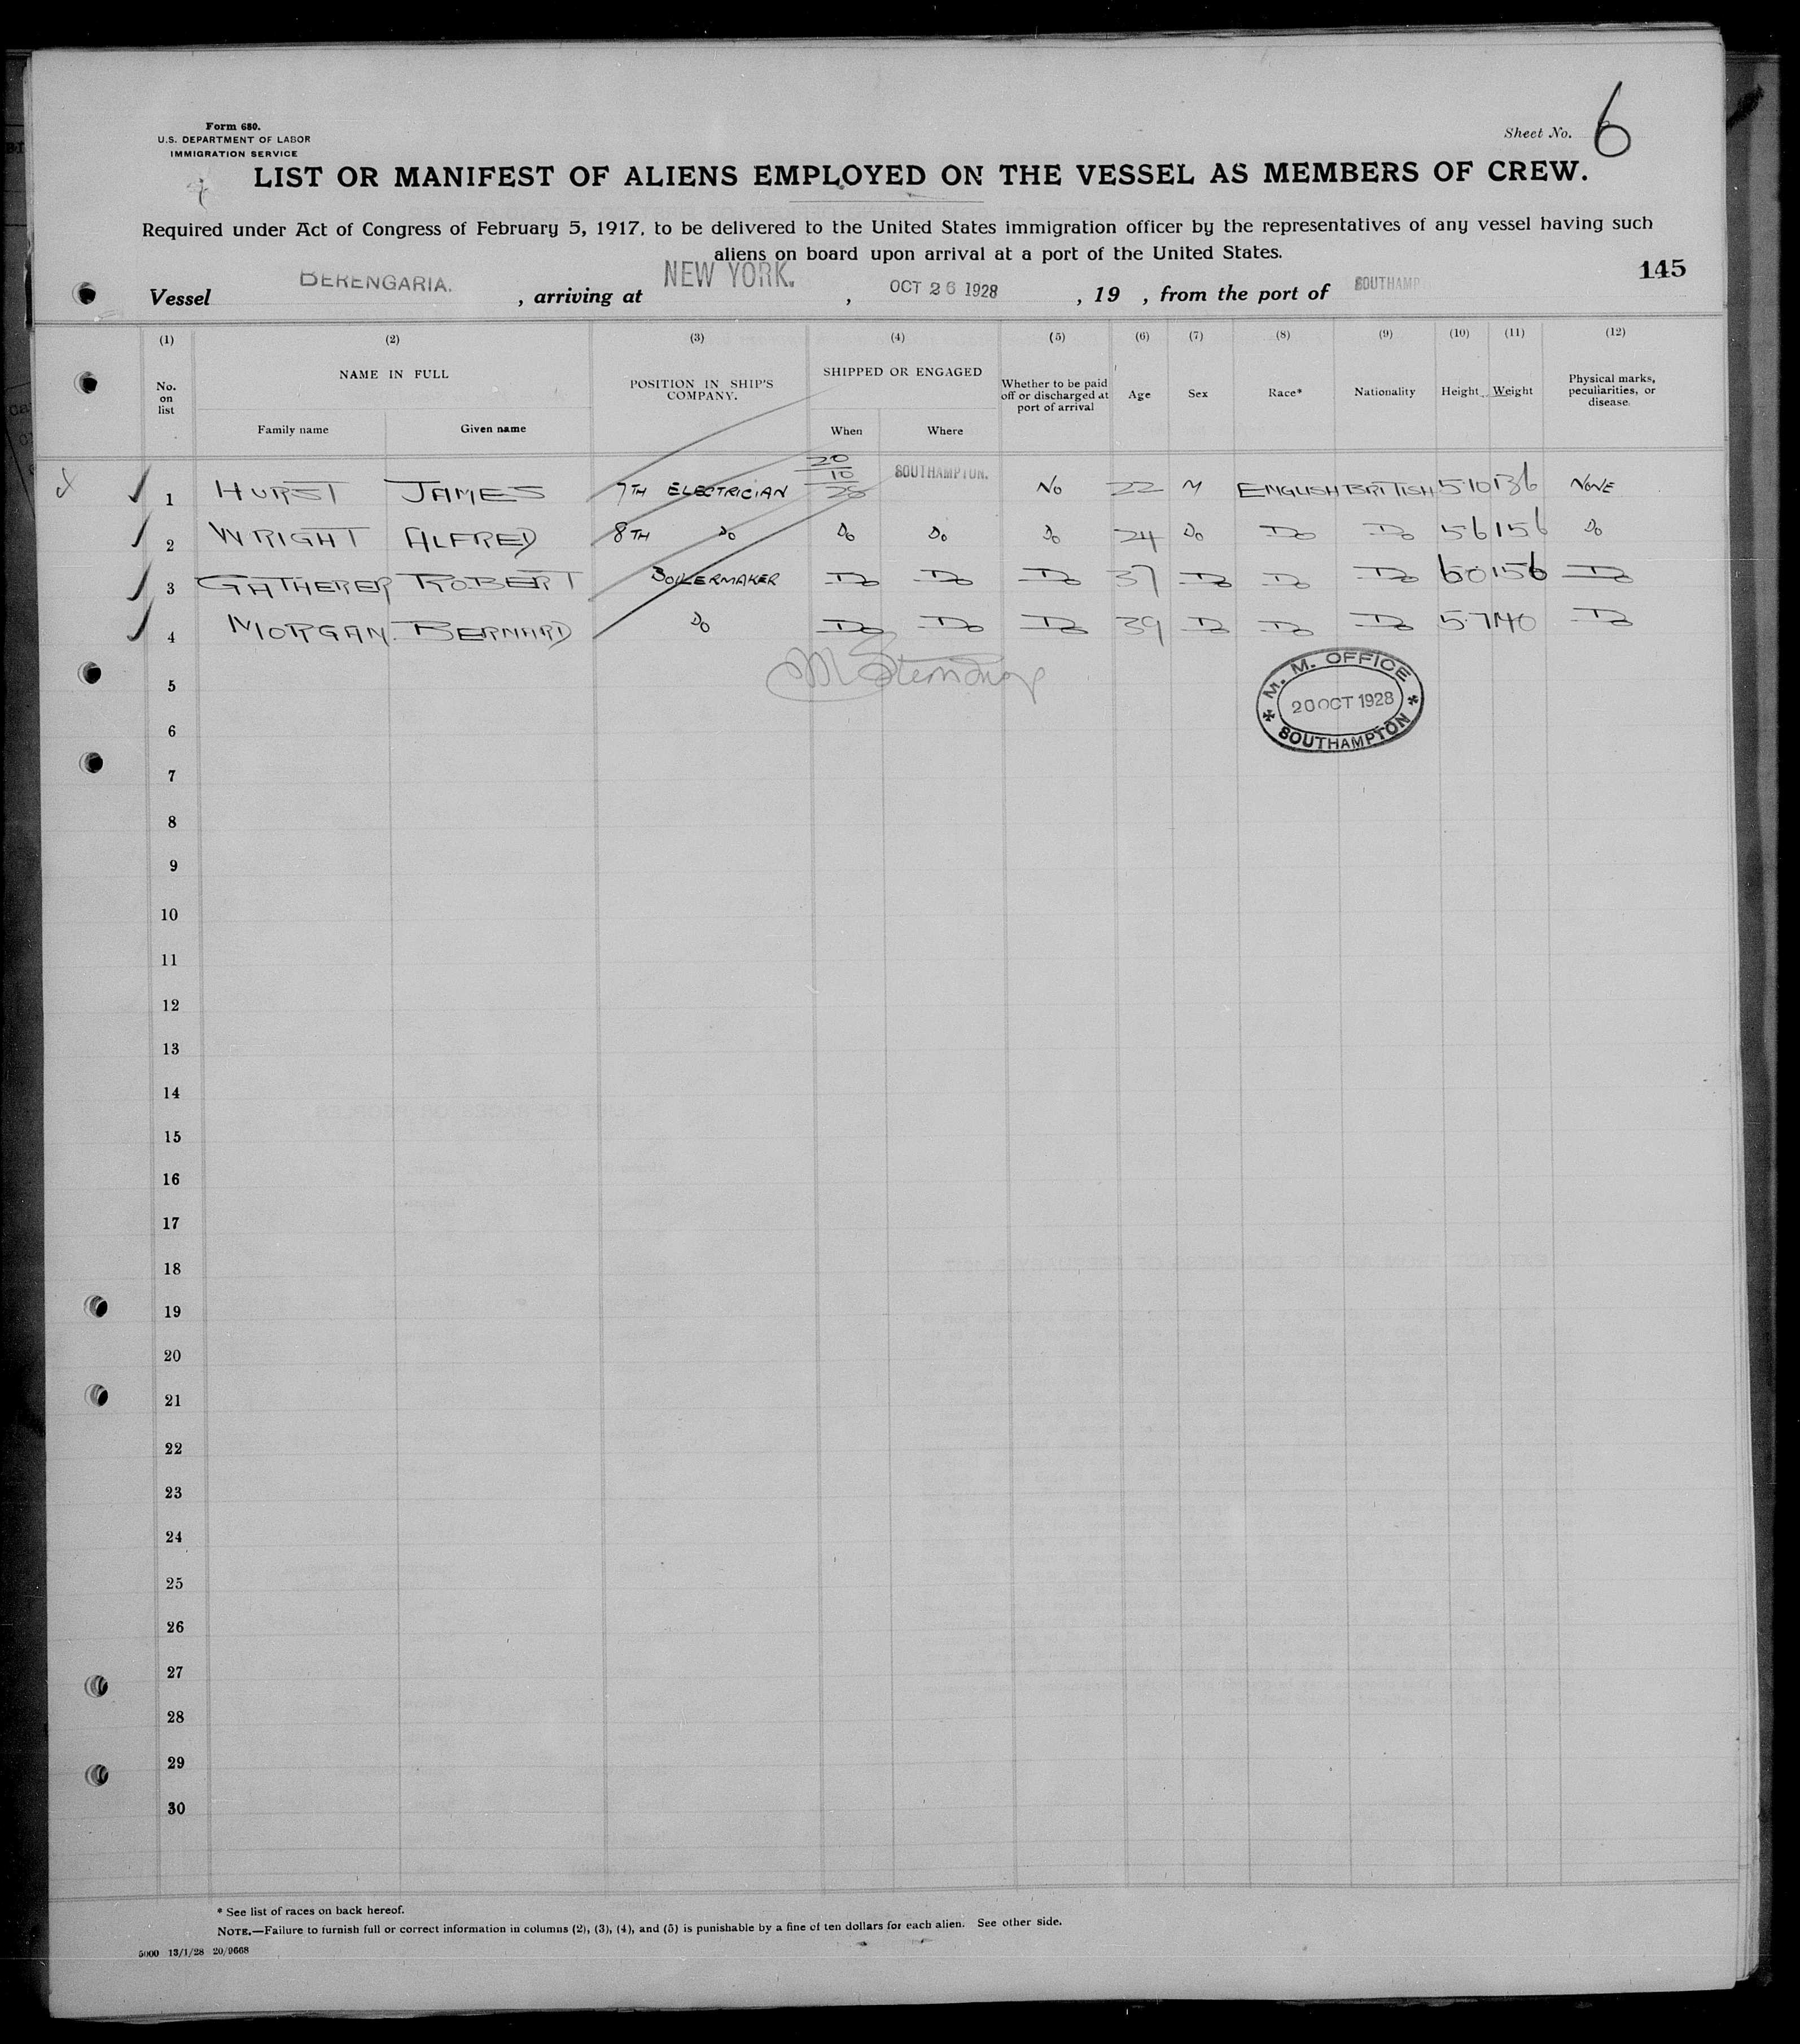 Form 680.
U.S. DEPARTMENT OF LABOR
IMMIGRATION SERVICE
Sheet No. 6
LIST OR MANIFEST OF ALIENS EMPLOYED ON THE VESSEL AS MEMBERS OF CREW.
Required under Act of Congress of February 5, 1917, to be delivered to the United States immigration officer by the representatives of any vessel having such
aliens on board upon arrival at a port of the United States.
145
Vessel BERENGARIA. , arriving at NEW YORK. , OCT 26 1928 , 19 , from the port of SOUTHAMP
(1) (2) (3) (4) (5) (6) (7) (8) (9) (10) (11) (12)
No. on list NAME IN FULL Family name Given name POSITION IN SHIP'S COMPANY. SHIPPED OR ENGAGED When Where Whether to be paid off or discharged at port of arrival Age Sex Race* Nationality Height Weight Physical marks, peculiarities, or disease.
1 HURST JAMES 7TH ELECTRICIAN 20/10/28 SOUTHAMPTON. NO 22 M ENGLISH BRITISH 5·10 136 NONE
2 WRIGHT ALFRED 8TH Do Do Do Do 24 Do Do Do 5·6 156 Do
3 GATHERER ROBERT BOILERMAKER Do Do Do 37 Do Do Do 6·0 156 Do
4 MORGAN. BERNARD Do Do Do Do 39 Do Do Do 5·7 140 Do
M. M. OFFICE
20 OCT 1928
SOUTHAMPTON
5
6
7
8
9
10
11
12
13
14
15
16
17
18
19
20
21
22
23
24
25
26
27
28
29
30
* See list of races on back hereof.
NOTE.—Failure to furnish full or correct information in columns (2), (3), (4), and (5) is punishable by a fine of ten dollars for each alien. See other side.
5000 13/1/28 20/9668